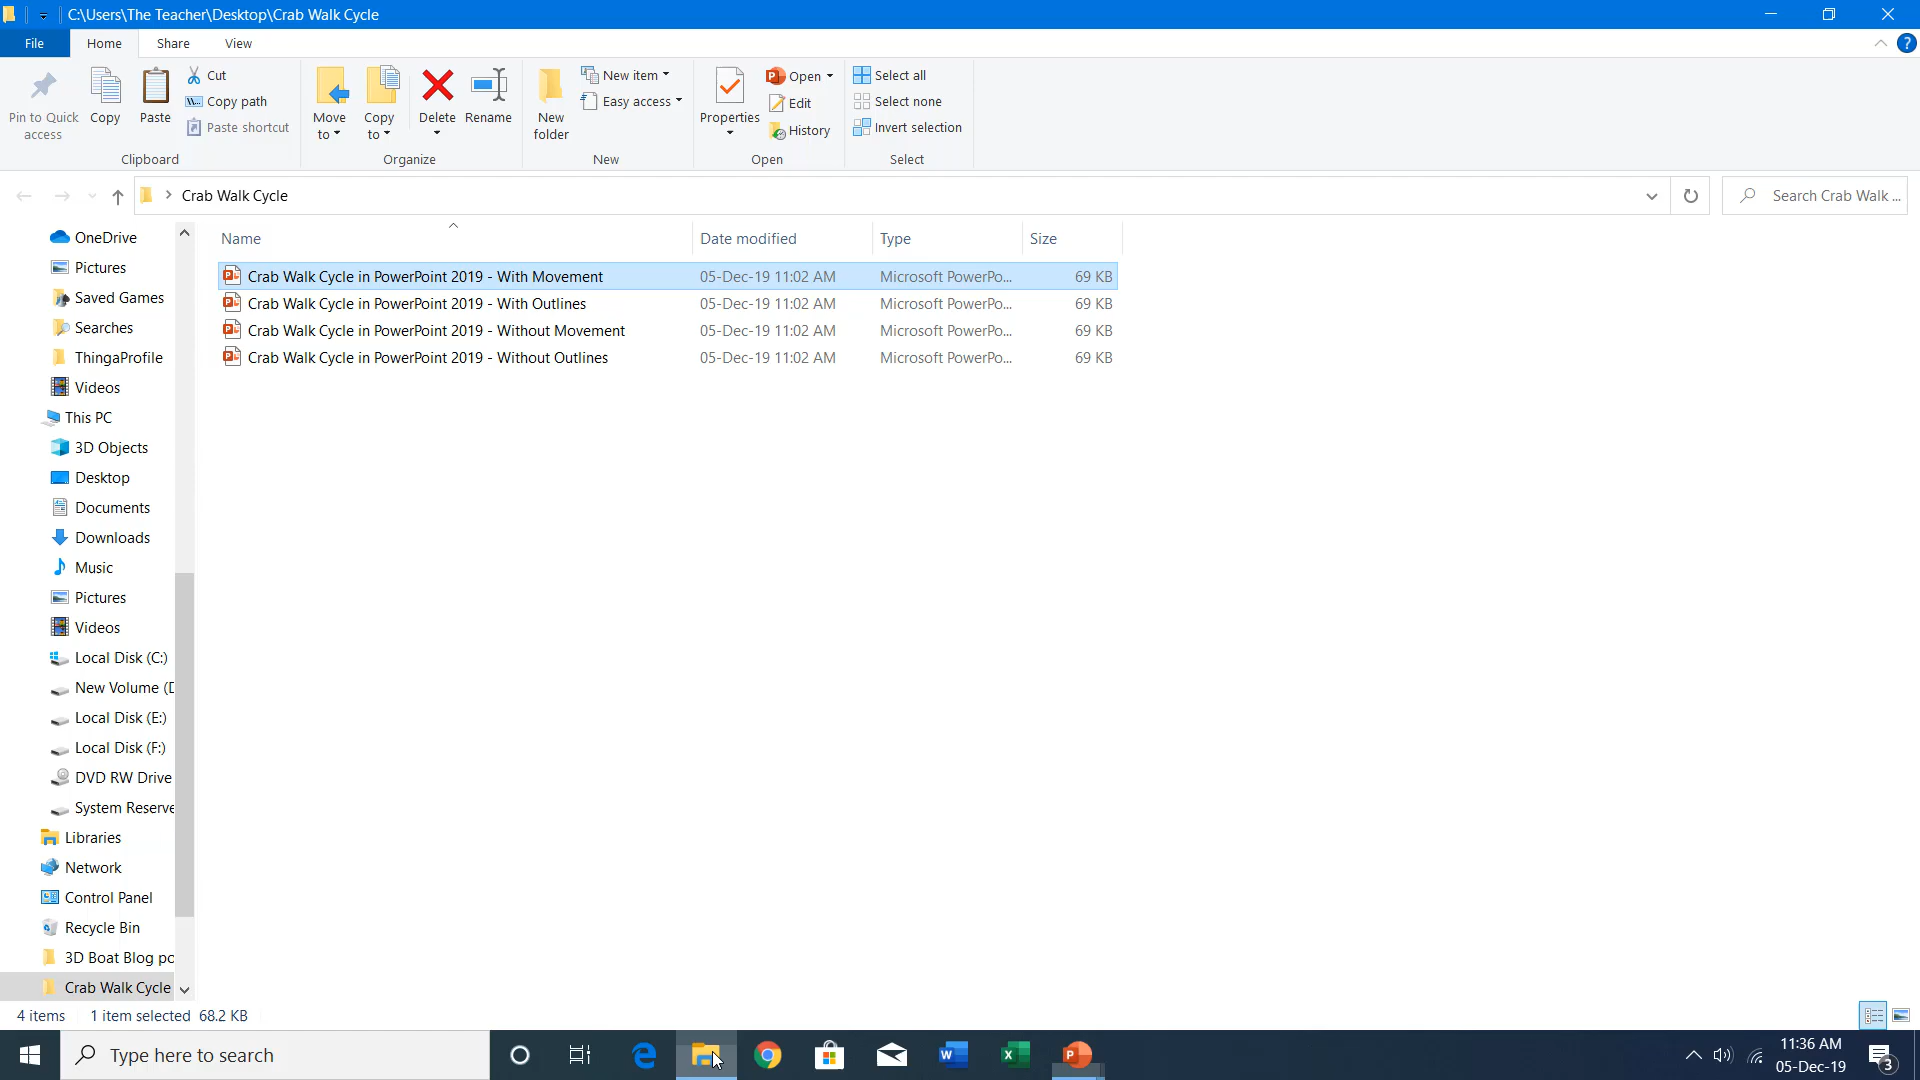 C:\Users\The Teacher\Desktop\Crab Walk Cycle
File Home Share View
Pin to Quick access
Copy
Paste
Cut
Copy path
Paste shortcut
Clipboard
Move to
Copy to
Delete
Rename
Organize
New folder
New item
Easy access
New
Properties
Open
Edit
History
Open
Select all
Select none
Invert selection
Select
Crab Walk Cycle
Search Crab Walk ...
Name Date modified Type Size
Crab Walk Cycle in PowerPoint 2019 - With Movement 05-Dec-19 11:02 AM Microsoft PowerPo... 69 KB
Crab Walk Cycle in PowerPoint 2019 - With Outlines 05-Dec-19 11:02 AM Microsoft PowerPo... 69 KB
Crab Walk Cycle in PowerPoint 2019 - Without Movement 05-Dec-19 11:02 AM Microsoft PowerPo... 69 KB
Crab Walk Cycle in PowerPoint 2019 - Without Outlines 05-Dec-19 11:02 AM Microsoft PowerPo... 69 KB
OneDrive
Pictures
Saved Games
Searches
ThingaProfile
Videos
This PC
3D Objects
Desktop
Documents
Downloads
Music
Pictures
Videos
Local Disk (C:)
New Volume (D
Local Disk (E:)
Local Disk (F:)
DVD RW Drive
System Reserve
Libraries
Network
Control Panel
Recycle Bin
3D Boat Blog po
Crab Walk Cycle
4 items 1 item selected 68.2 KB
Type here to search
11:36 AM
05-Dec-19
3